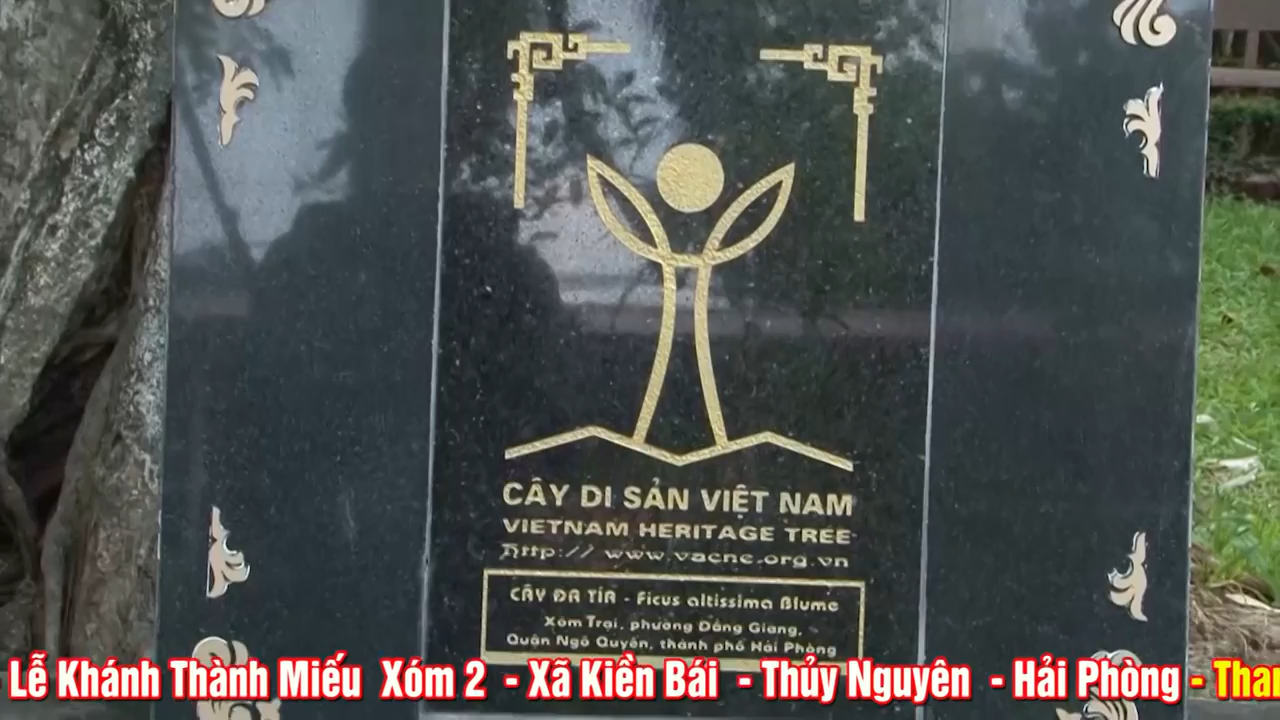 CÂY DI SẢN VIỆT NAM
VIETNAM HERITAGE TREE
Http:// www.vacne.org.vn
CÂY ĐA TÍA - Ficus altissima Blume
Xóm Trại, phường Đằng Giang,
Quận Ngô Quyền, thành phố Hải Phòng
Lễ Khánh Thành Miếu Xóm 2 - Xã Kiền Bái - Thủy Nguyên - Hải Phòng -